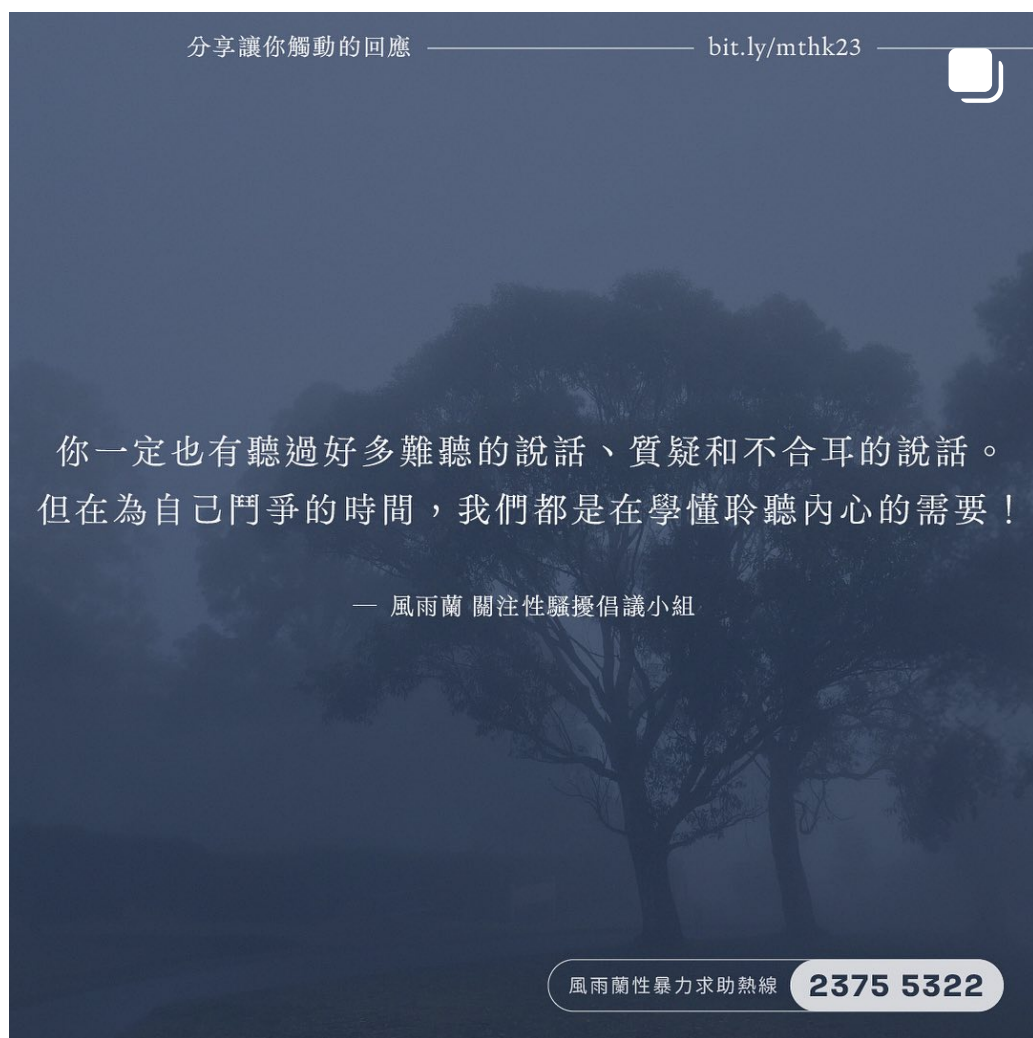 分享讓你觸動的回應 bit.ly/mthk23
你一定也有聽過好多難聽的說話、質疑和不合耳的說話。
但在為自己鬥爭的時間，我們都是在學懂聆聽內心的需要！
— 風雨蘭 關注性騷擾倡議小組
風雨蘭性暴力求助熱線 2375 5322